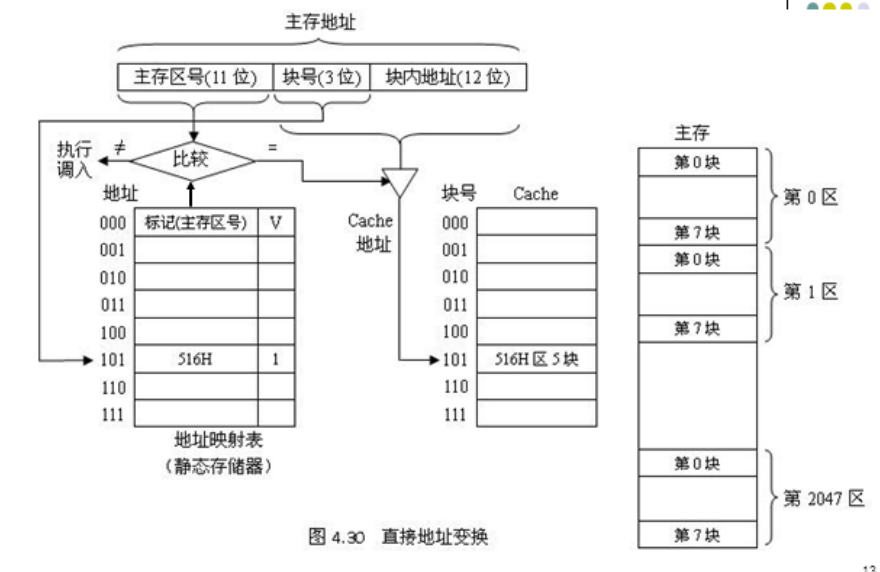 主存地址
主存区号(11 位) 块号(3 位) 块内地址(12 位)
执行
调入
≠
比较
=
地址
000 标记(主存区号) V
001
010
011
100
101 516H 1
110
111
地址映射表
(静态存储器)
Cache
地址
块号 Cache
000
001
010
011
100
101 516H 区 5 块
110
111
主存
第 0 块
第 7 块
第 0 区
第 0 块
第 7 块
第 1 区
第 0 块
第 7 块
第 2047 区
图 4.30 直接地址变换
13